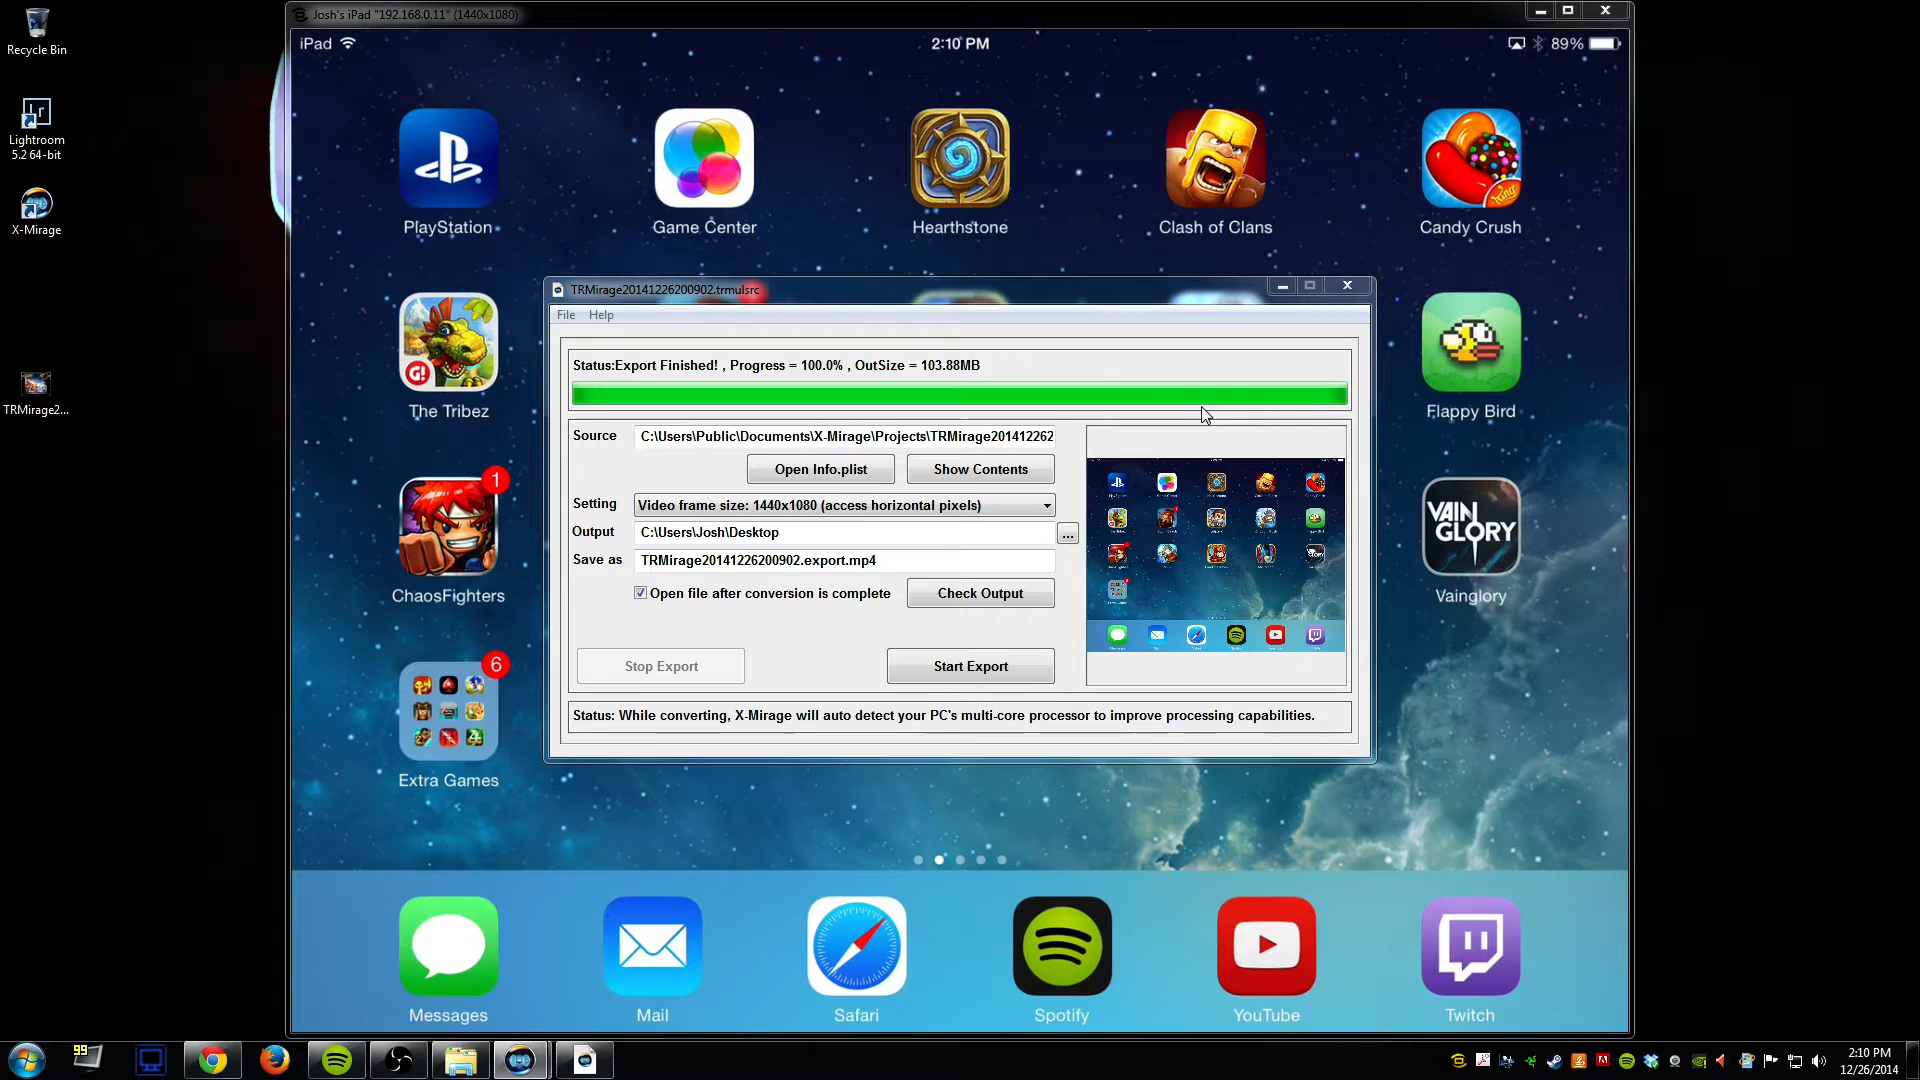 Josh's iPad "192.168.0.11" (1440x1080)
iPad
2:10 PM
89%
Recycle Bin
Lightroom
5.2 64-bit
X-Mirage
TRMirage2...
PlayStation
Game Center
Hearthstone
Clash of Clans
Candy Crush
King
The Tribez
G!
Flappy Bird
1
ChaosFighters
VAIN
GLORY
Vainglory
6
Extra Games
TRMirage20141226200902.trmulsrc
File Help
Status:Export Finished! , Progress = 100.0% , OutSize = 103.88MB
Source C:\Users\Public\Documents\X-Mirage\Projects\TRMirage201412262
Open Info.plist
Show Contents
Setting Video frame size: 1440x1080 (access horizontal pixels)
Output C:\Users\Josh\Desktop
...
Save as TRMirage20141226200902.export.mp4
Open file after conversion is complete
Check Output
Stop Export
Start Export
Status: While converting, X-Mirage will auto detect your PC's multi-core processor to improve processing capabilities.
Messages
Mail
Safari
Spotify
YouTube
Twitch
99
2:10 PM
12/26/2014